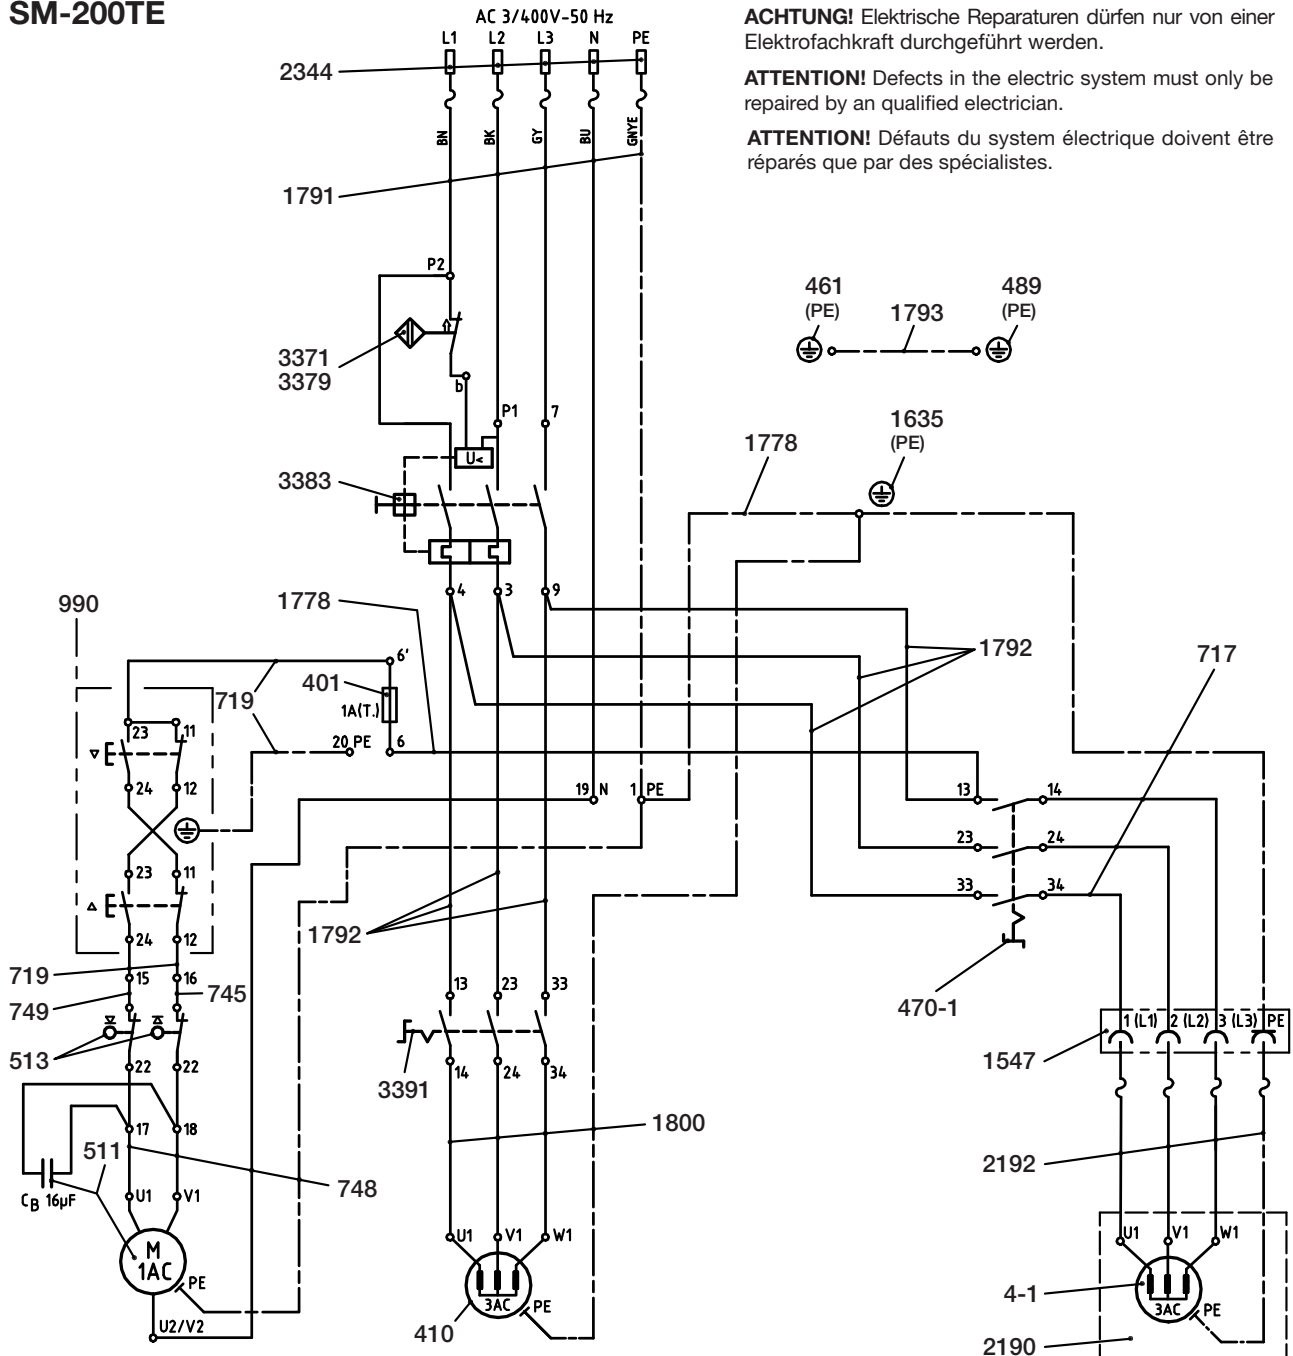 SM-200TE
AC 3/400V-50 Hz
L1 L2 L3 N PE
2344
BN BK GY BU GNYE
1791
ACHTUNG! Elektrische Reparaturen dürfen nur von einer
Elektrofachkraft durchgeführt werden.
ATTENTION! Defects in the electric system must only be
repaired by an qualified electrician.
ATTENTION! Défauts du system électrique doivent être
réparés que par des spécialistes.
P2
461
(PE)
1793
489
(PE)
3371
3379
b
P1 7
U<
3383
1778
1635
(PE)
4 3 9
990
1778
1792
717
6'
719
401
1A(T.)
23 11
20 PE 6
24 12
19 N 1 PE
13 14
23 24
33 34
23 11
24 12
1792
719
15 16
749
745
513
22 22
13 23 33
3391
14 24 34
470-1
1 (L1) 2 (L2) 3 (L3) PE
1547
17 18
511
1800
CB 16µF
748
2192
U1 V1
M
1AC
PE
U2/V2
U1 V1 W1
3AC
PE
410
U1 V1 W1
4-1
3AC
PE
2190